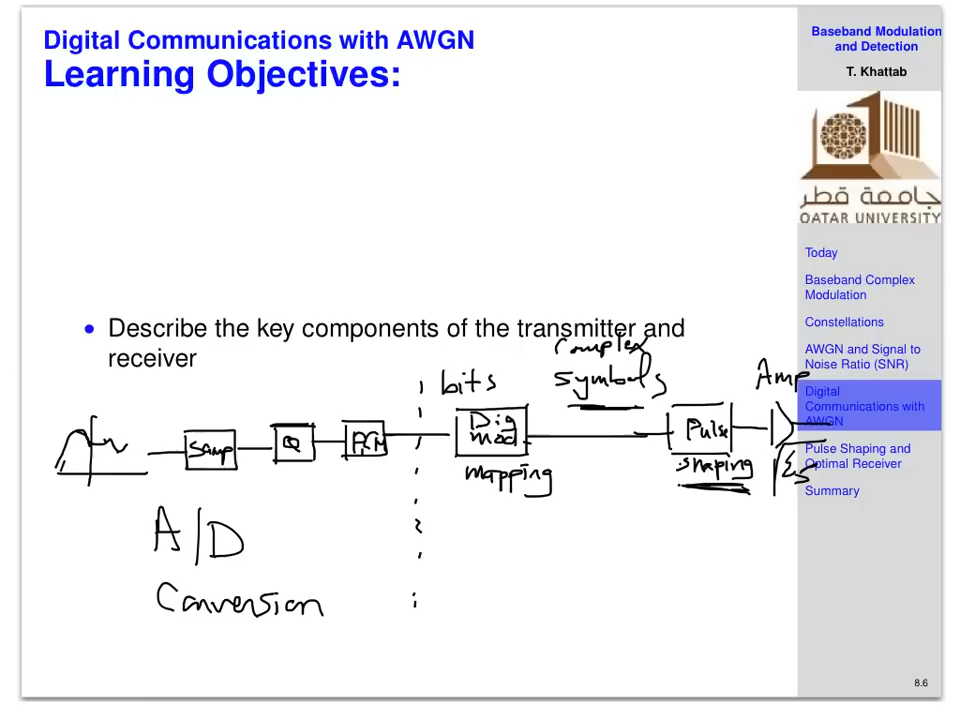 Digital Communications with AWGN
Learning Objectives:
• Describe the key components of the transmitter and
receiver
complex
symbols
bits
Amp
Samp
Q
PCM
Dig
mod
Pulse
mapping
shaping
A/D
Conversion
Baseband Modulation
and Detection
T. Khattab
جامعة قطر
QATAR UNIVERSITY
Today
Baseband Complex
Modulation
Constellations
AWGN and Signal to
Noise Ratio (SNR)
Digital
Communications with
AWGN
Pulse Shaping and
Optimal Receiver
Summary
8.6